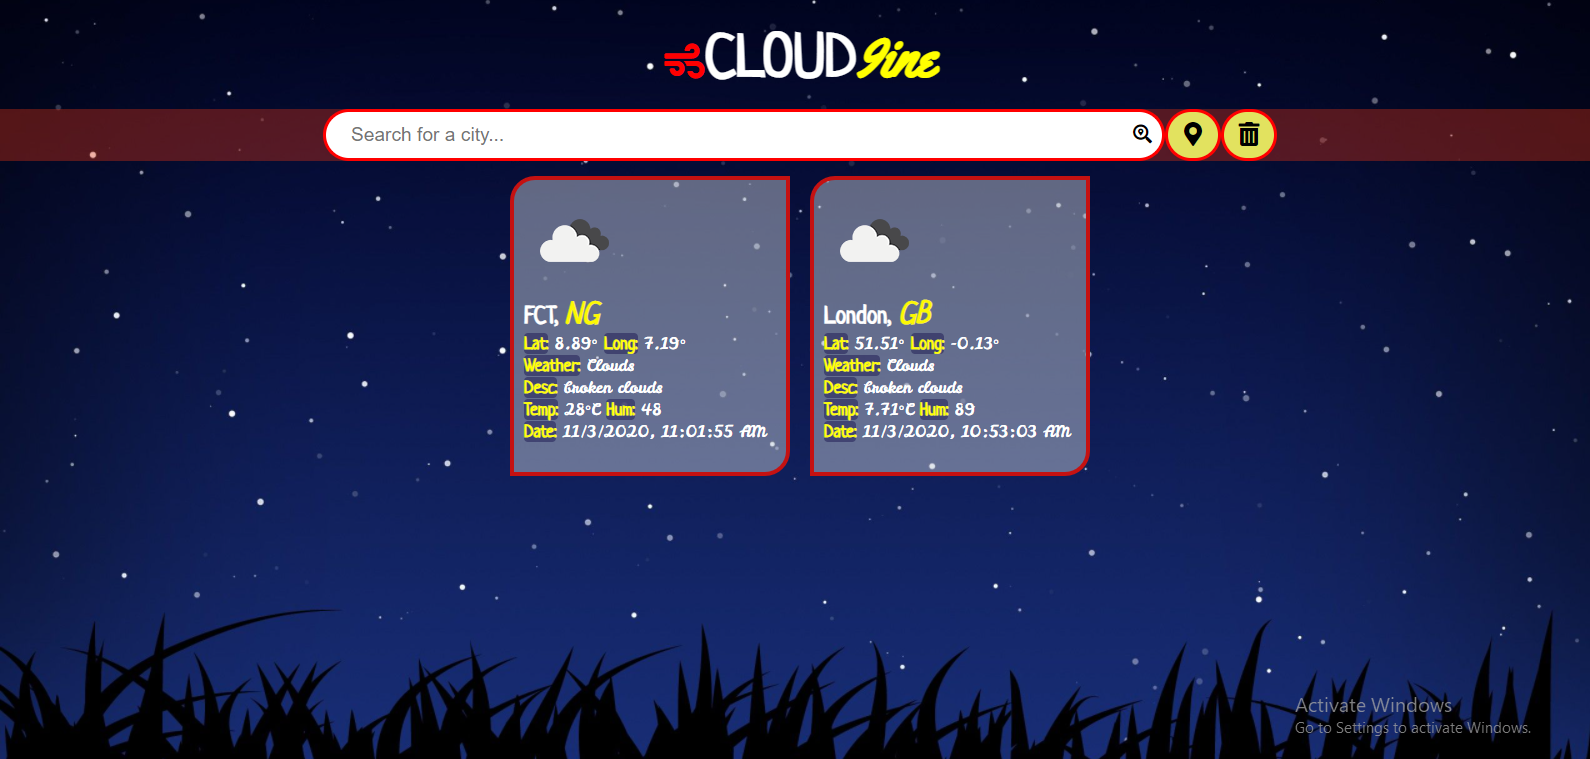 CLOUD 9ine
Search for a city...
FCT, NG
Lat: 8.89° Long: 7.19°
Weather: Clouds
Desc: broken clouds
Temp: 28°C Hum: 48
Date: 11/3/2020, 11:01:55 AM
London, GB
Lat: 51.51° Long: -0.13°
Weather: Clouds
Desc: broken clouds
Temp: 7.71°C Hum: 89
Date: 11/3/2020, 10:53:03 AM
Activate Windows
Go to Settings to activate Windows.